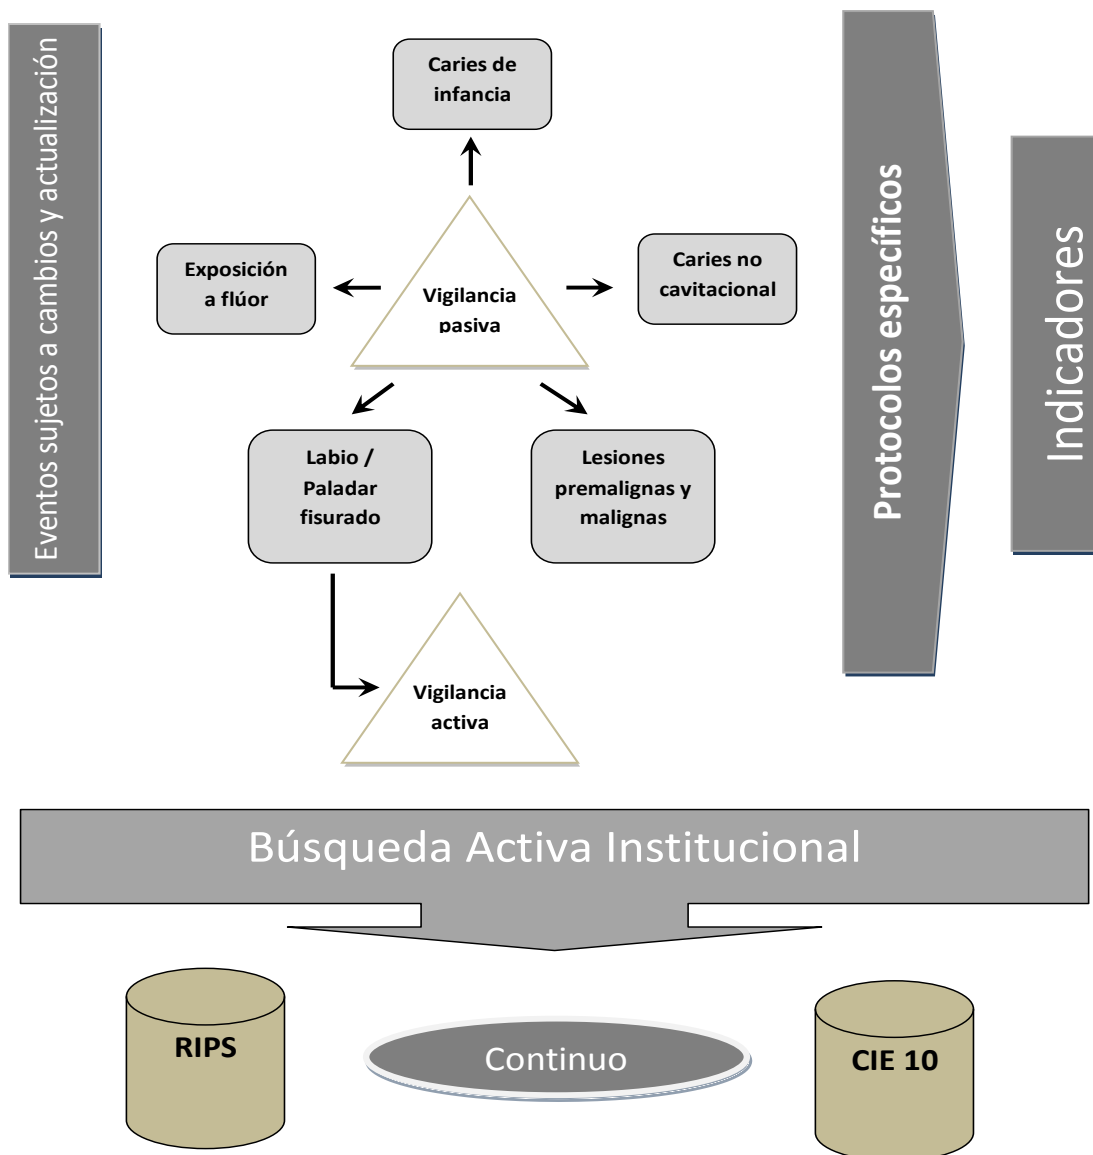 Eventos sujetos a cambios y actualización
Caries de
infancia
Exposición
a flúor
Vigilancia
pasiva
Caries no
cavitacional
Labio /
Paladar
fisurado
Lesiones
premalignas y
malignas
Vigilancia
activa
Protocolos específicos
Indicadores
Búsqueda Activa Institucional
RIPS
Continuo
CIE 10